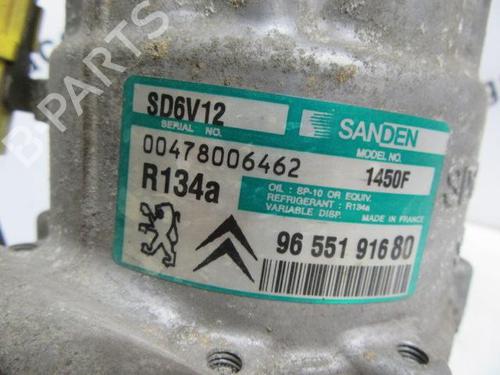 SD6V12
SERIAL NO.
SANDEN
MODEL NO.
00478006462
1450F
R134a
OIL : SP-10 OR EQUIV.
REFRIGERANT : R134a
VARIABLE DISP.
MADE IN FRANCE
96 551 916 80
B-PARTS